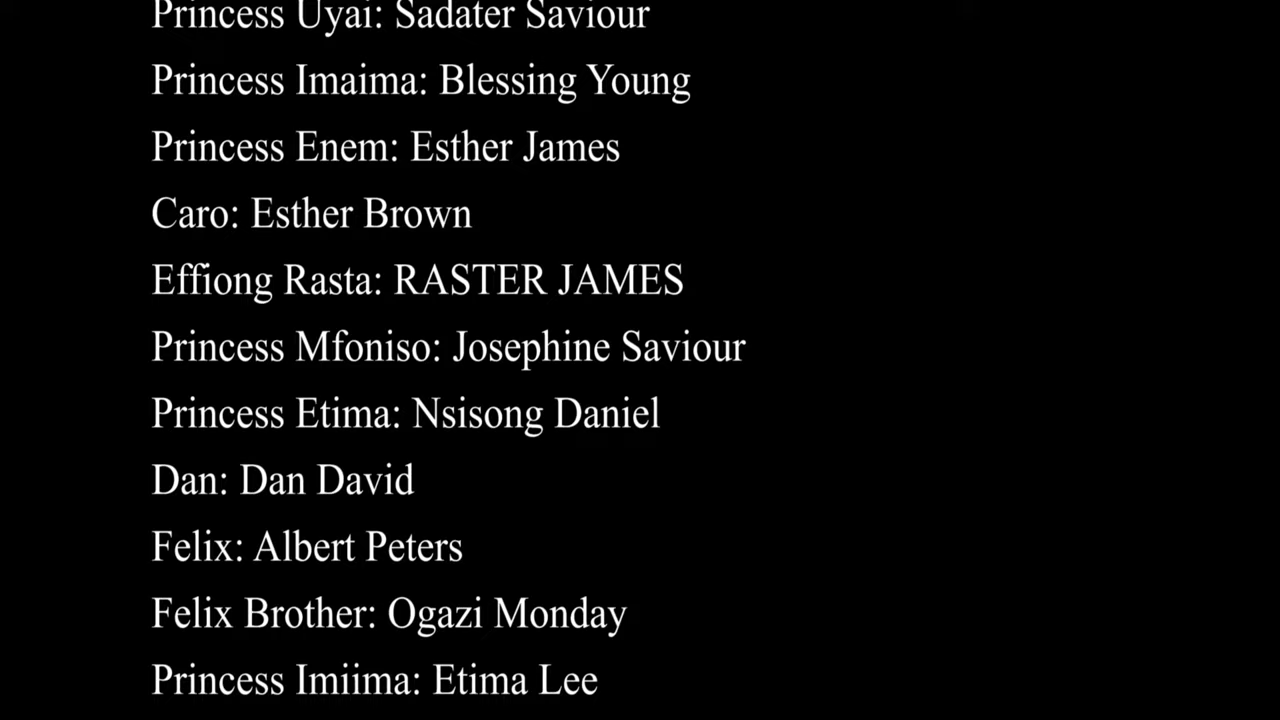 Princess Uyai: Sadater Saviour
Princess Imaima: Blessing Young
Princess Enem: Esther James
Caro: Esther Brown
Effiong Rasta: RASTER JAMES
Princess Mfoniso: Josephine Saviour
Princess Etima: Nsisong Daniel
Dan: Dan David
Felix: Albert Peters
Felix Brother: Ogazi Monday
Princess Imiima: Etima Lee